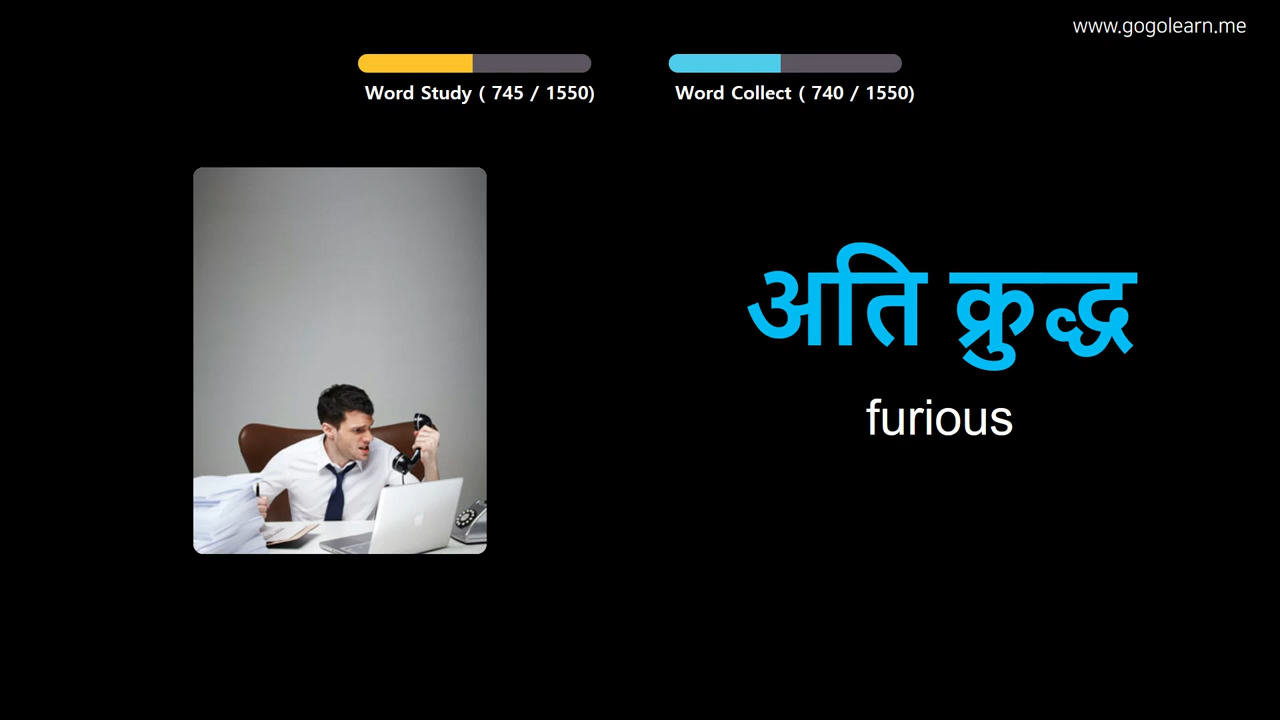 www.gogolearn.me
Word Study ( 745 / 1550)
Word Collect ( 740 / 1550)
अति क्रुद्ध
furious